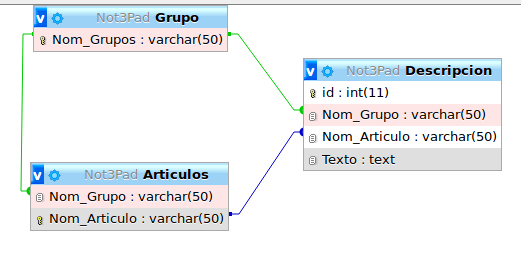 v Not3Pad Grupo
Nom_Grupos : varchar(50)
v Not3Pad Descripcion
id : int(11)
Nom_Grupo : varchar(50)
Nom_Articulo : varchar(50)
Texto : text
v Not3Pad Articulos
Nom_Grupo : varchar(50)
Nom_Articulo : varchar(50)